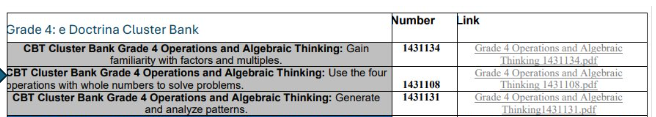 Grade 4: e Doctrina Cluster Bank
Number
Link
CBT Cluster Bank Grade 4 Operations and Algebraic Thinking: Gain
familiarity with factors and multiples.
1431134
Grade 4 Operations and Algebraic
Thinking 1431134.pdf
CBT Cluster Bank Grade 4 Operations and Algebraic Thinking: Use the four
operations with whole numbers to solve problems.
1431108
Grade 4 Operations and Algebraic
Thinking 1431108.pdf
CBT Cluster Bank Grade 4 Operations and Algebraic Thinking: Generate
and analyze patterns.
1431131
Grade 4 Operations and Algebraic
Thinking1431131.pdf